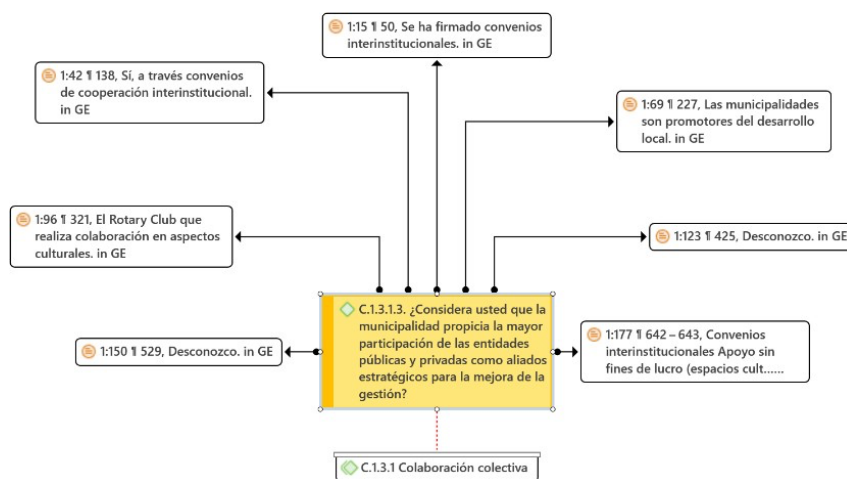 1:15 ¶ 50, Se ha firmado convenios
interinstitucionales. in GE
1:42 ¶ 138, Sí, a través convenios
de cooperación interinstitucional.
in GE
1:69 ¶ 227, Las municipalidades
son promotores del desarrollo
local. in GE
1:96 ¶ 321, El Rotary Club que
realiza colaboración en aspectos
culturales. in GE
1:123 ¶ 425, Desconozco. in GE
C.1.3.1.3. ¿Considera usted que la
municipalidad propicia la mayor
participación de las entidades
públicas y privadas como aliados
estratégicos para la mejora de la
gestión?
1:150 ¶ 529, Desconozco. in GE
1:177 ¶ 642 – 643, Convenios
interinstitucionales Apoyo sin
fines de lucro (espacios cult......
C.1.3.1 Colaboración colectiva